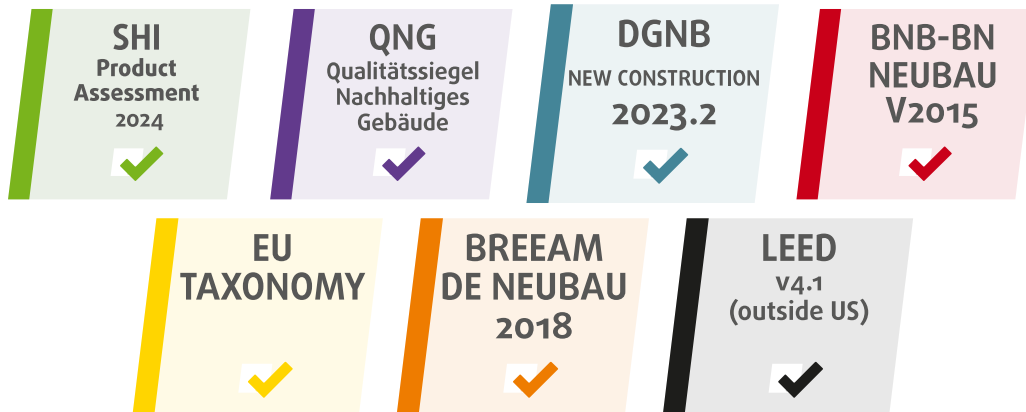 SHI
Product
Assessment
2024
QNG
Qualitätssiegel
Nachhaltiges
Gebäude
DGNB
NEW CONSTRUCTION
2023.2
BNB-BN
NEUBAU
V2015
EU
TAXONOMY
BREEAM
DE NEUBAU
2018
LEED
v4.1
(outside US)